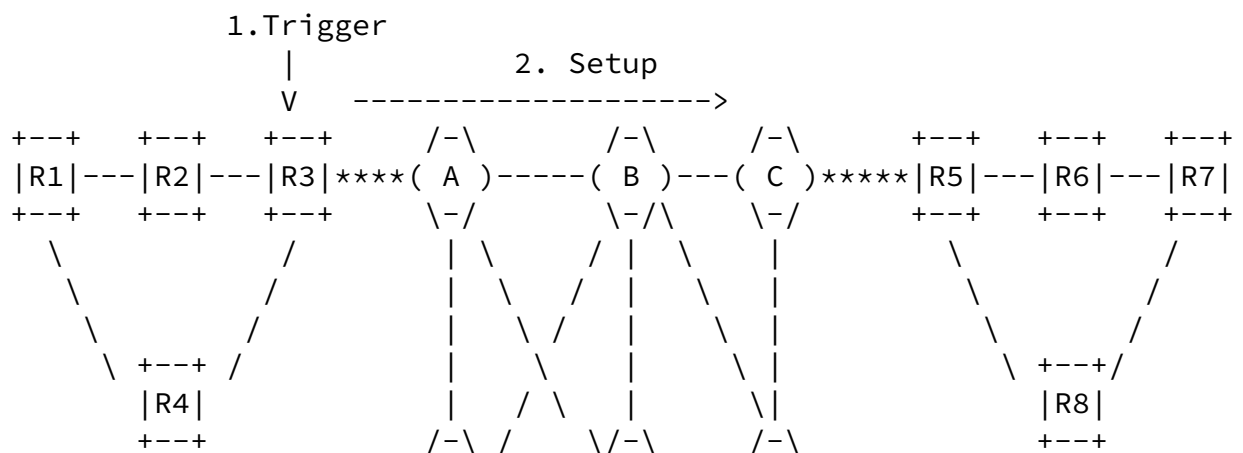 1.Trigger
                    |             2. Setup
                    V   -------------------->
 +--+    +--+    +--+      /-\         /-\      /-\      +--+    +--+    +--+
 |R1|---|R2|---|R3|****( A )-----( B )---( C )*****|R5|---|R6|---|R7|
 +--+    +--+    +--+      \-/         \-/\     \-/      +--+    +--+    +--+
   \               /        | \       / |  \     |         \               /
    \             /         |  \     /  |   \    |          \             /
     \           /          |   \   /   |    \   |           \           /
      \  +--+   /           |    \      |     \  |            \  +--+   /
         |R4|               |   / \     |      \ |               |R8|
         +--+              /-\ /   \   /-\      /-\              +--+